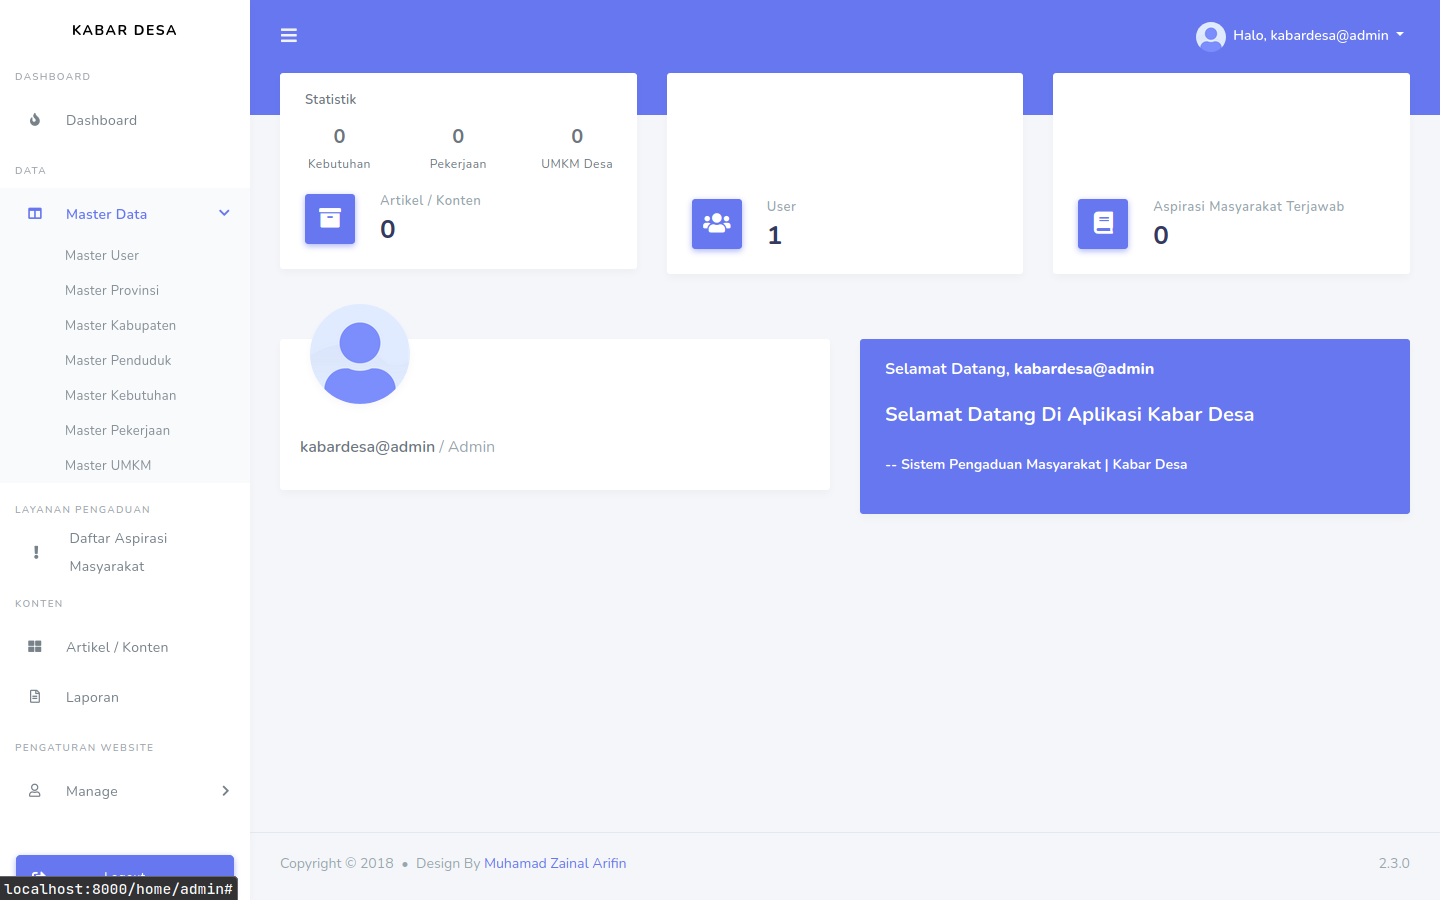 KABAR DESA
DASHBOARD
Dashboard
DATA
Master Data
Master User
Master Provinsi
Master Kabupaten
Master Penduduk
Master Kebutuhan
Master Pekerjaan
Master UMKM
LAYANAN PENGADUAN
Daftar Aspirasi
Masyarakat
KONTEN
Artikel / Konten
Laporan
PENGATURAN WEBSITE
Manage
Logout
localhost:8000/home/admin#
Halo, kabardesa@admin
Statistik
0 0 0
Kebutuhan Pekerjaan UMKM Desa
Artikel / Konten
0
User
1
Aspirasi Masyarakat Terjawab
0
kabardesa@admin / Admin
Selamat Datang, kabardesa@admin
Selamat Datang Di Aplikasi Kabar Desa
-- Sistem Pengaduan Masyarakat | Kabar Desa
Copyright © 2018 • Design By Muhamad Zainal Arifin
2.3.0